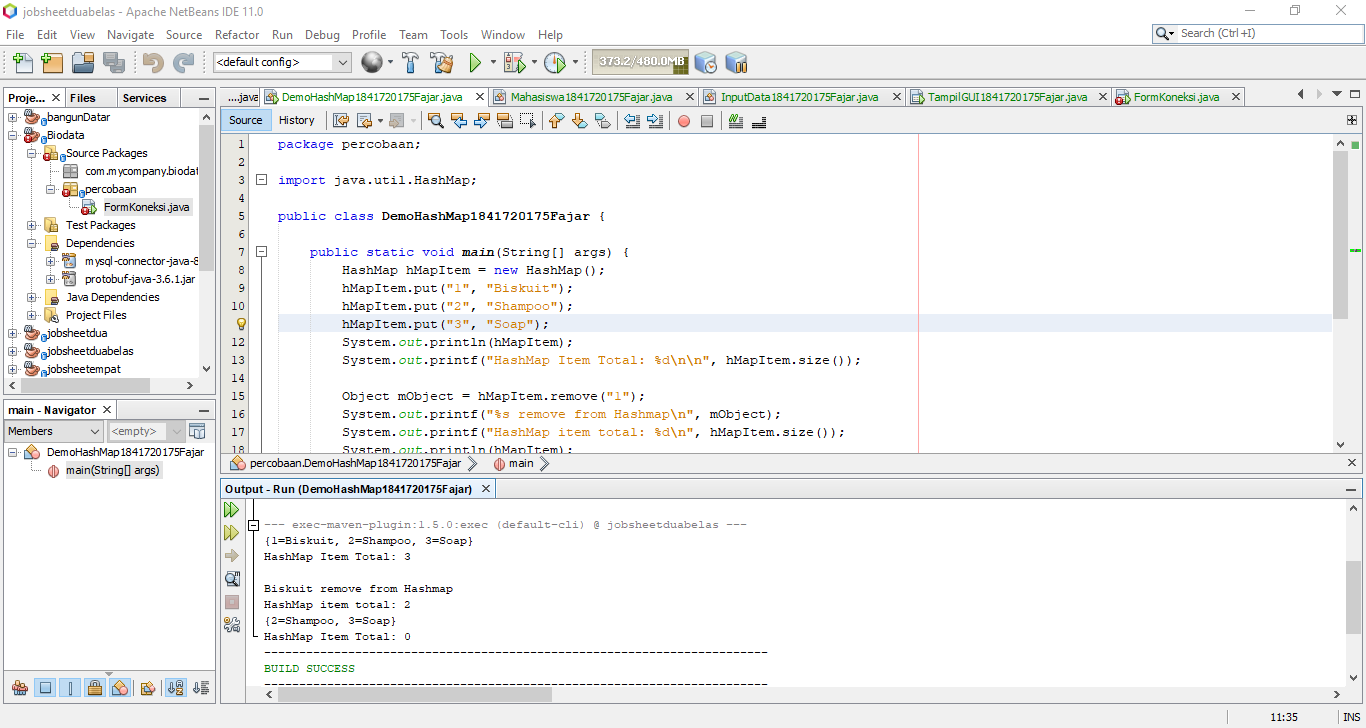 jobsheetduabelas - Apache NetBeans IDE 11.0
File Edit View Navigate Source Refactor Run Debug Profile Team Tools Window Help
Search (Ctrl +I)
<default config>
373.2/480.0MB
Proje... Files Services
bangunDatar
Biodata
Source Packages
com.mycompany.biodat
percobaan
FormKoneksi.java
Test Packages
Dependencies
mysql-connector-java-8
protobuf-java-3.6.1.jar
Java Dependencies
Project Files
jobsheetdua
jobsheetduabelas
jobsheetempat
main - Navigator
Members <empty>
DemoHashMap1841720175Fajar
main(String[] args)
....java DemoHashMap1841720175Fajar.java Mahasiswa1841720175Fajar.java InputData1841720175Fajar.java TampilGUI1841720175Fajar.java FormKoneksi.java
Source History
1 package percobaan;
2
3 import java.util.HashMap;
4
5 public class DemoHashMap1841720175Fajar {
6
7 public static void main(String[] args) {
8 HashMap hMapItem = new HashMap();
9 hMapItem.put("1", "Biskuit");
10 hMapItem.put("2", "Shampoo");
hMapItem.put("3", "Soap");
12 System.out.println(hMapItem);
13 System.out.printf("HashMap Item Total: %d\n\n", hMapItem.size());
14
15 Object mObject = hMapItem.remove("1");
16 System.out.printf("%s remove from Hashmap\n", mObject);
17 System.out.printf("HashMap item total: %d\n", hMapItem.size());
18 System.out.println(hMapItem);
percobaan.DemoHashMap1841720175Fajar main
Output - Run (DemoHashMap1841720175Fajar)
--- exec-maven-plugin:1.5.0:exec (default-cli) @ jobsheetduabelas ---
{1=Biskuit, 2=Shampoo, 3=Soap}
HashMap Item Total: 3
Biskuit remove from Hashmap
HashMap item total: 2
{2=Shampoo, 3=Soap}
HashMap Item Total: 0
------------------------------------------------------------------------
BUILD SUCCESS
------------------------------------------------------------------------
11:35 INS